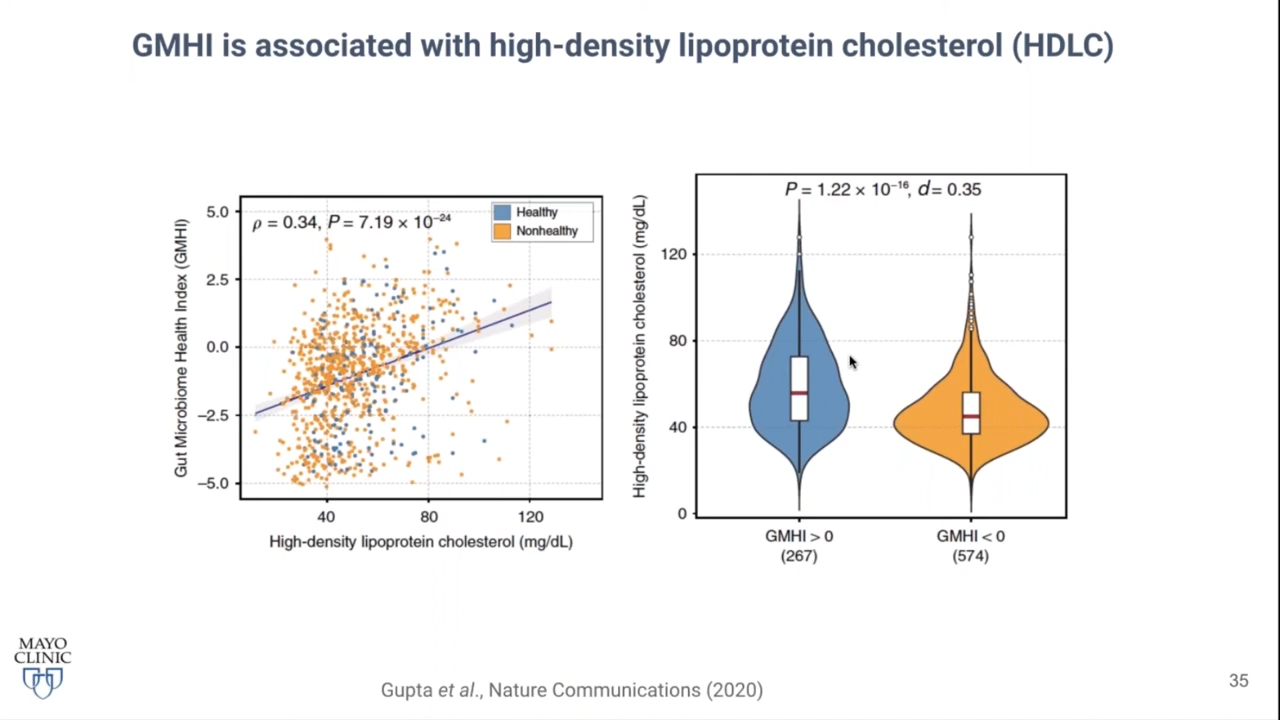 GMHI is associated with high-density lipoprotein cholesterol (HDLC)
ρ = 0.34, P = 7.19 × 10⁻²⁴
Healthy
Nonhealthy
Gut Microbiome Health Index (GMHI)
5.0
2.5
0.0
−2.5
−5.0
40 80 120
High-density lipoprotein cholesterol (mg/dL)
P = 1.22 × 10⁻¹⁶, d = 0.35
High-density lipoprotein cholesterol (mg/dL)
120
80
40
0
GMHI > 0
(267)
GMHI < 0
(574)
MAYO
CLINIC
Gupta et al., Nature Communications (2020)
35